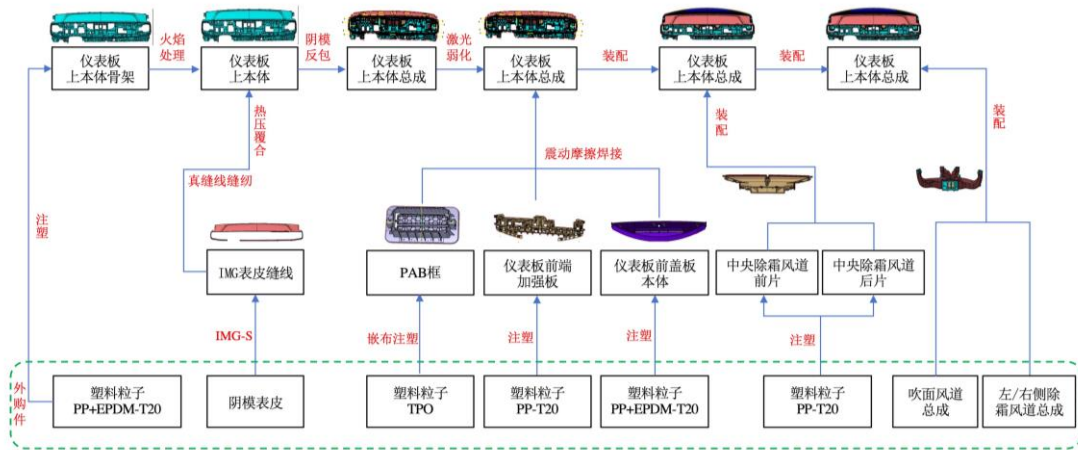 仪表板
上本体骨架
火焰
处理
仪表板
上本体
阴模
反包
仪表板
上本体总成
激光
弱化
仪表板
上本体总成
装配
仪表板
上本体总成
装配
仪表板
上本体总成
热压覆合
装配
装配
震动摩擦焊接
真缝线缝纫
注塑
IMG表皮缝线
PAB框
仪表板前端
加强板
仪表板前盖板
本体
中央除霜风道
前片
中央除霜风道
后片
IMG-S
嵌布注塑
注塑
注塑
注塑
外购件
塑料粒子
PP+EPDM-T20
阴模表皮
塑料粒子
TPO
塑料粒子
PP-T20
塑料粒子
PP+EPDM-T20
塑料粒子
PP-T20
吹面风道
总成
左/右侧除
霜风道总成